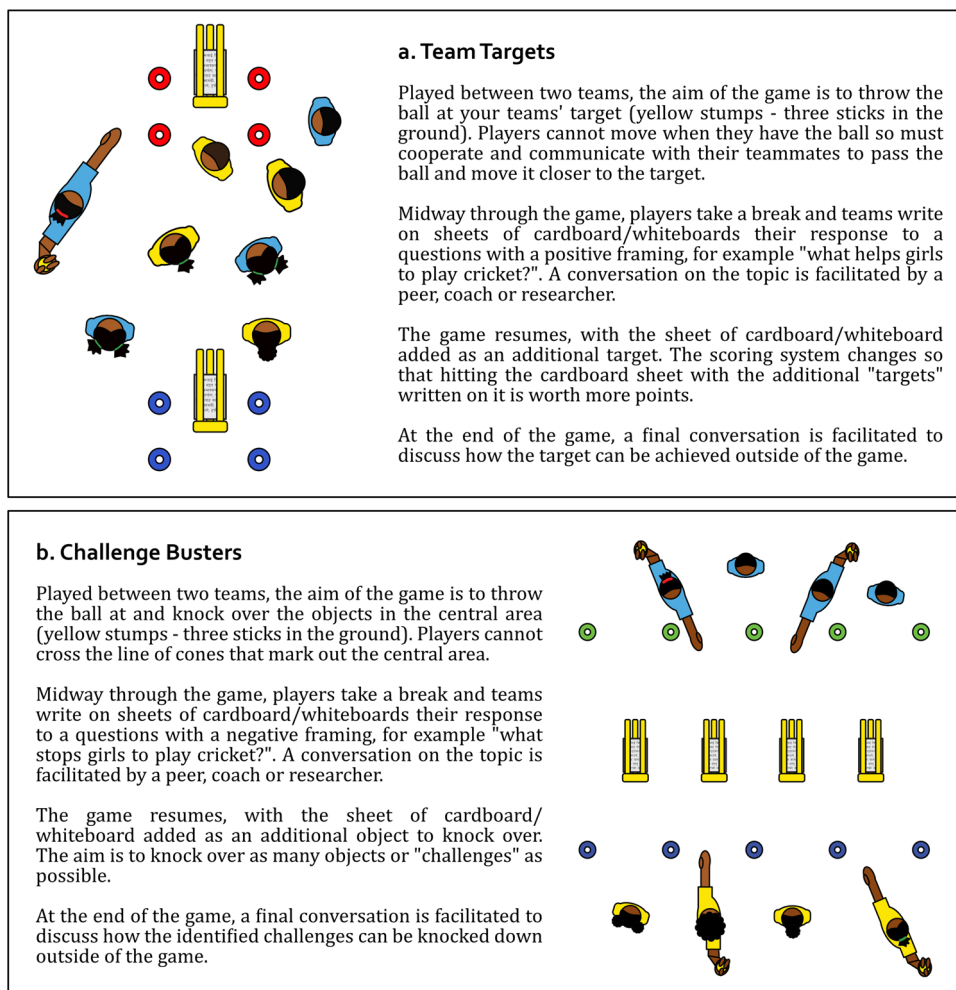 a. Team Targets
Played between two teams, the aim of the game is to throw the
ball at your teams' target (yellow stumps - three sticks in the
ground). Players cannot move when they have the ball so must
cooperate and communicate with their teammates to pass the
ball and move it closer to the target.
Midway through the game, players take a break and teams write
on sheets of cardboard/whiteboards their response to a
questions with a positive framing, for example "what helps girls
to play cricket?". A conversation on the topic is facilitated by a
peer, coach or researcher.
The game resumes, with the sheet of cardboard/whiteboard
added as an additional target. The scoring system changes so
that hitting the cardboard sheet with the additional "targets"
written on it is worth more points.
At the end of the game, a final conversation is facilitated to
discuss how the target can be achieved outside of the game.
b. Challenge Busters
Played between two teams, the aim of the game is to throw
the ball at and knock over the objects in the central area
(yellow stumps - three sticks in the ground). Players cannot
cross the line of cones that mark out the central area.
Midway through the game, players take a break and teams
write on sheets of cardboard/whiteboards their response
to a questions with a negative framing, for example "what
stops girls to play cricket?". A conversation on the topic is
facilitated by a peer, coach or researcher.
The game resumes, with the sheet of cardboard/
whiteboard added as an additional object to knock over.
The aim is to knock over as many objects or "challenges" as
possible.
At the end of the game, a final conversation is facilitated to
discuss how the identified challenges can be knocked down
outside of the game.